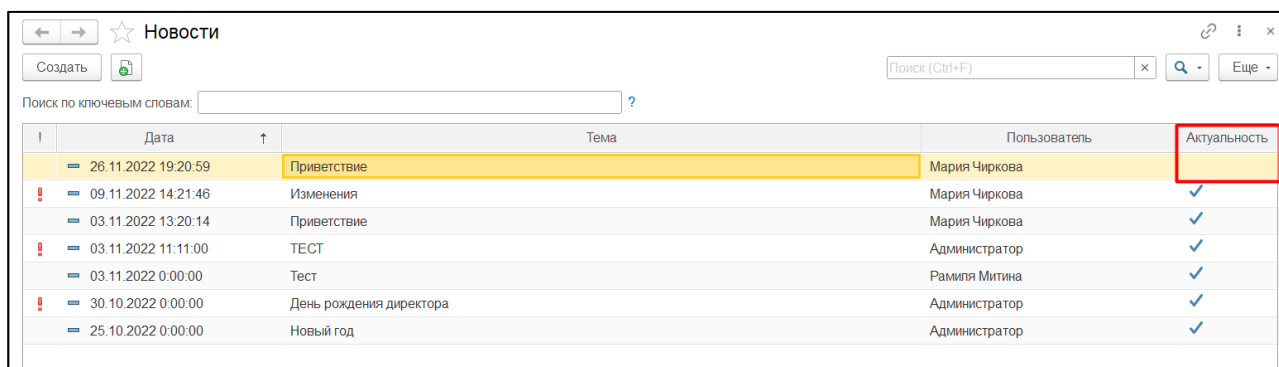 Новости
Создать Поиск (Ctrl+F) × Еще
Поиск по ключевым словам: ?
! Дата ↑ Тема Пользователь Актуальность
26.11.2022 19:20:59 Приветствие Мария Чиркова
09.11.2022 14:21:46 Изменения Мария Чиркова
03.11.2022 13:20:14 Приветствие Мария Чиркова
03.11.2022 11:11:00 ТЕСТ Администратор
03.11.2022 0:00:00 Тест Рамиля Митина
30.10.2022 0:00:00 День рождения директора Администратор
25.10.2022 0:00:00 Новый год Администратор